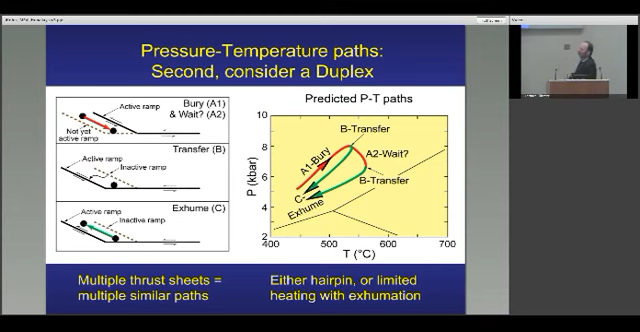 Pressure-Temperature paths:
Second, consider a Duplex
Active ramp
Bury (A1)
& Wait? (A2)
Not yet
active ramp
Transfer (B)
Active ramp
Inactive ramp
Exhume (C)
Active ramp
Inactive ramp
Predicted P-T paths
P (kbar)
10
8
6
4
2
400
500
600
700
T (°C)
B-Transfer
A1-Bury
A2-Wait?
B-Transfer
C-
Exhume
Multiple thrust sheets =
multiple similar paths
Either hairpin, or limited
heating with exhumation